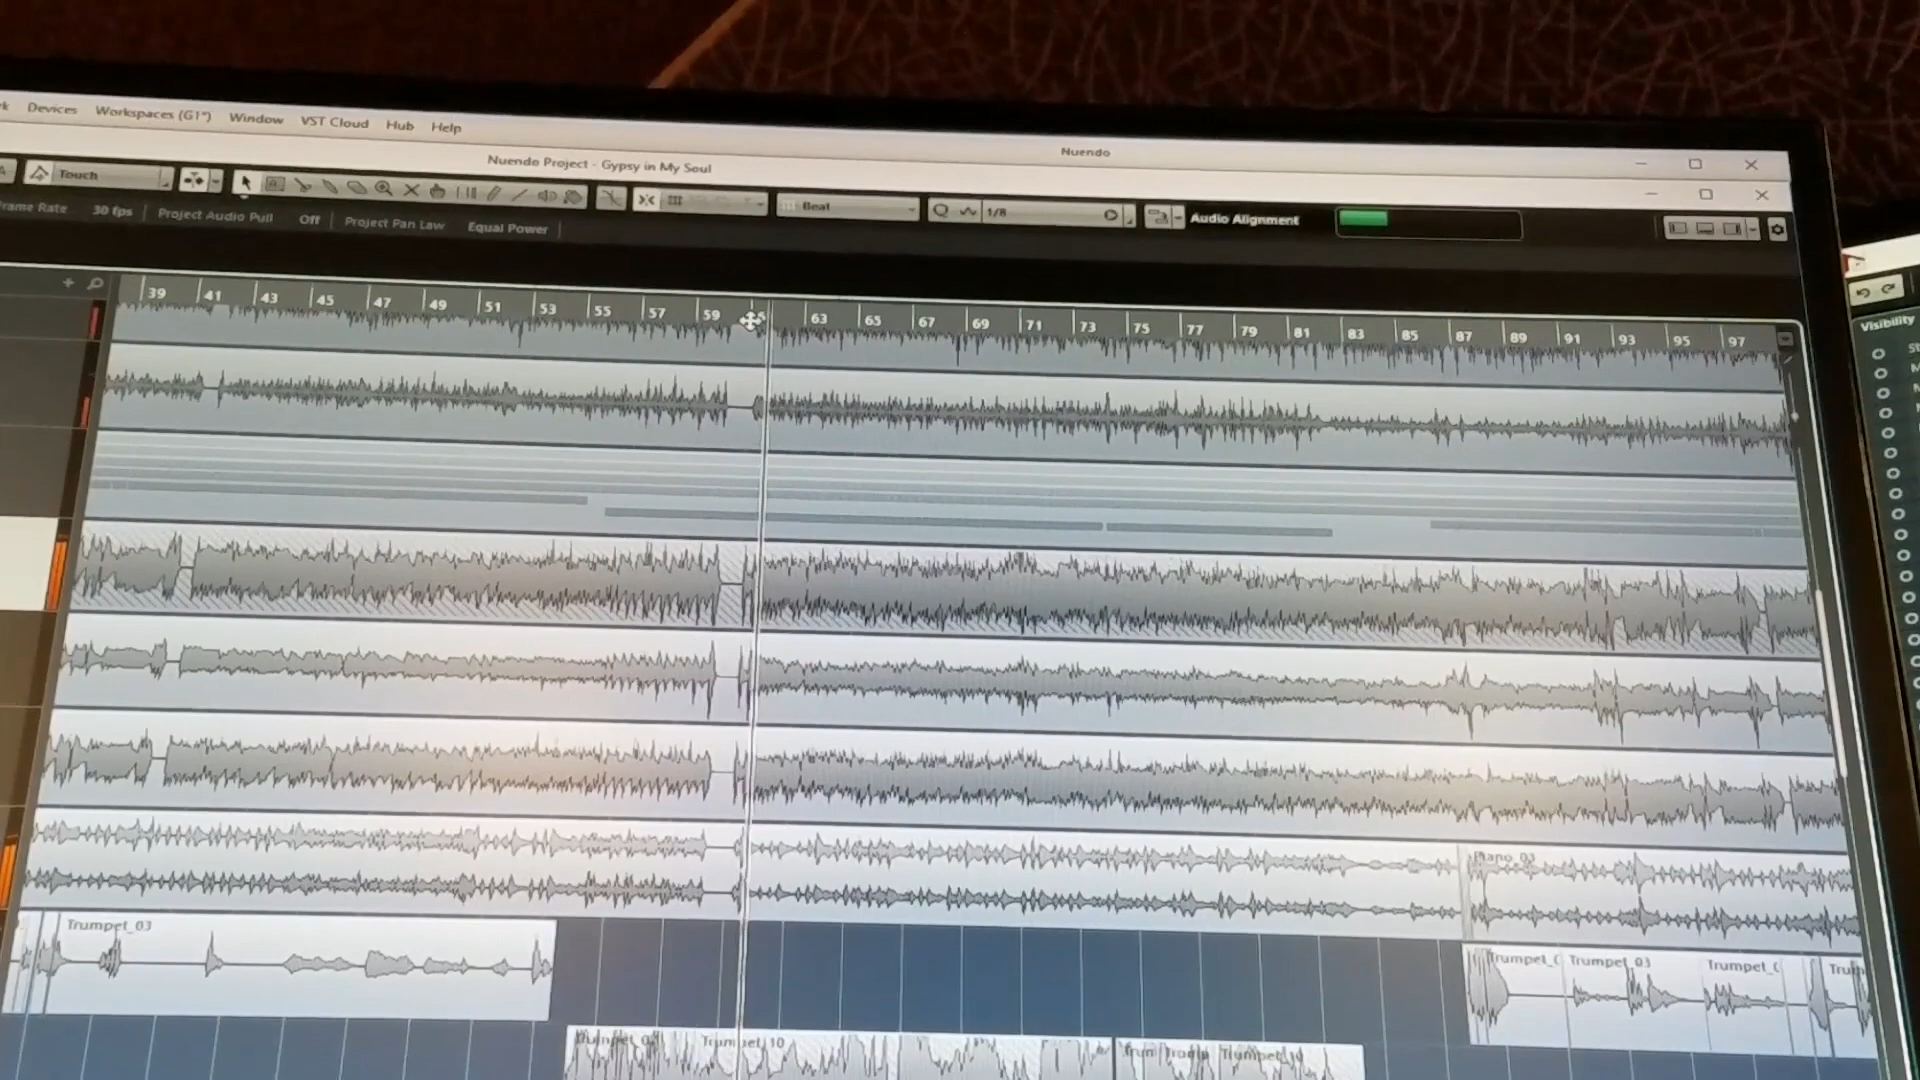 Devices Workspaces (G1*) Window VST Cloud Hub Help
Nuendo
Nuendo Project - Gypsy in My Soul
Touch
Beat
1/8
Audio Alignment
Frame Rate 30 fps Project Audio Pull Off Project Pan Law Equal Power
39 41 43 45 47 49 51 53 55 57 59 63 65 67 69 71 73 75 77 79 81 83 85 87 89 91 93 95 97
Visibility
Piano_03
Trumpet_03
Trumpet_03